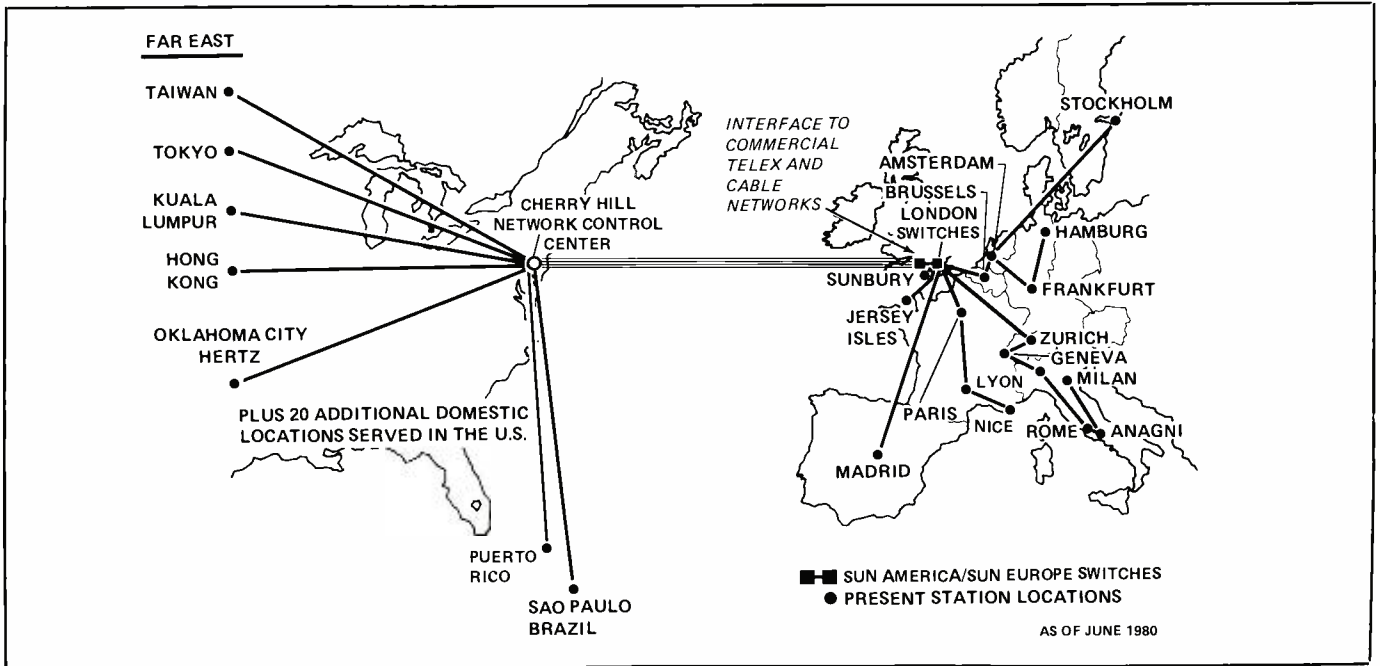 FAR EAST
TAIWAN
TOKYO
KUALA
LUMPUR
HONG
KONG
OKLAHOMA CITY
HERTZ
PLUS 20 ADDITIONAL DOMESTIC
LOCATIONS SERVED IN THE U.S.
CHERRY HILL
NETWORK CONTROL
CENTER
PUERTO
RICO
SAO PAULO
BRAZIL
INTERFACE TO
COMMERCIAL
TELEX AND
CABLE
NETWORKS
STOCKHOLM
AMSTERDAM
BRUSSELS
LONDON
SWITCHES
HAMBURG
SUNBURY
FRANKFURT
JERSEY
ISLES
ZURICH
GENEVA
MILAN
LYON
PARIS
NICE
ROME
ANAGNI
MADRID
SUN AMERICA/SUN EUROPE SWITCHES
PRESENT STATION LOCATIONS
AS OF JUNE 1980